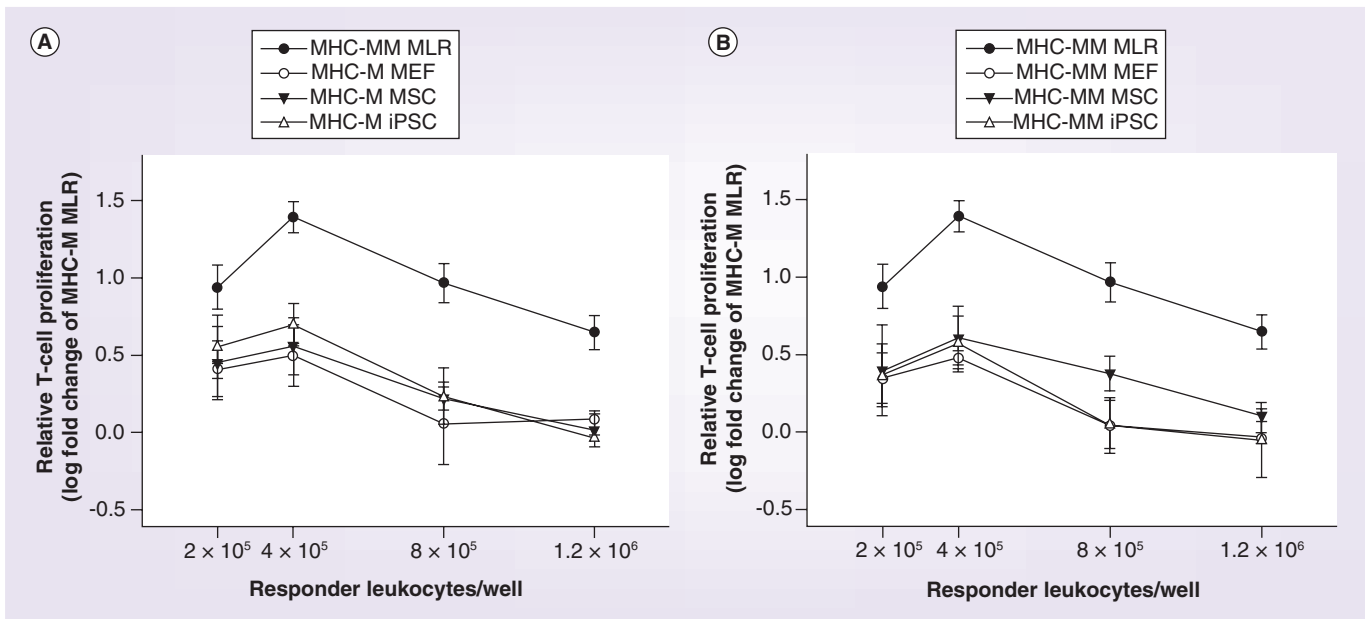 A
MHC-MM MLR
MHC-M MEF
MHC-M MSC
MHC-M iPSC
Relative T-cell proliferation
(log fold change of MHC-M MLR)
1.5
1.0
0.5
0.0
-0.5
2 × 10⁵ 4 × 10⁵ 8 × 10⁵ 1.2 × 10⁶
Responder leukocytes/well
B
MHC-MM MLR
MHC-MM MEF
MHC-MM MSC
MHC-MM iPSC
Relative T-cell proliferation
(log fold change of MHC-M MLR)
1.5
1.0
0.5
0.0
-0.5
2 × 10⁵ 4 × 10⁵ 8 × 10⁵ 1.2 × 10⁶
Responder leukocytes/well